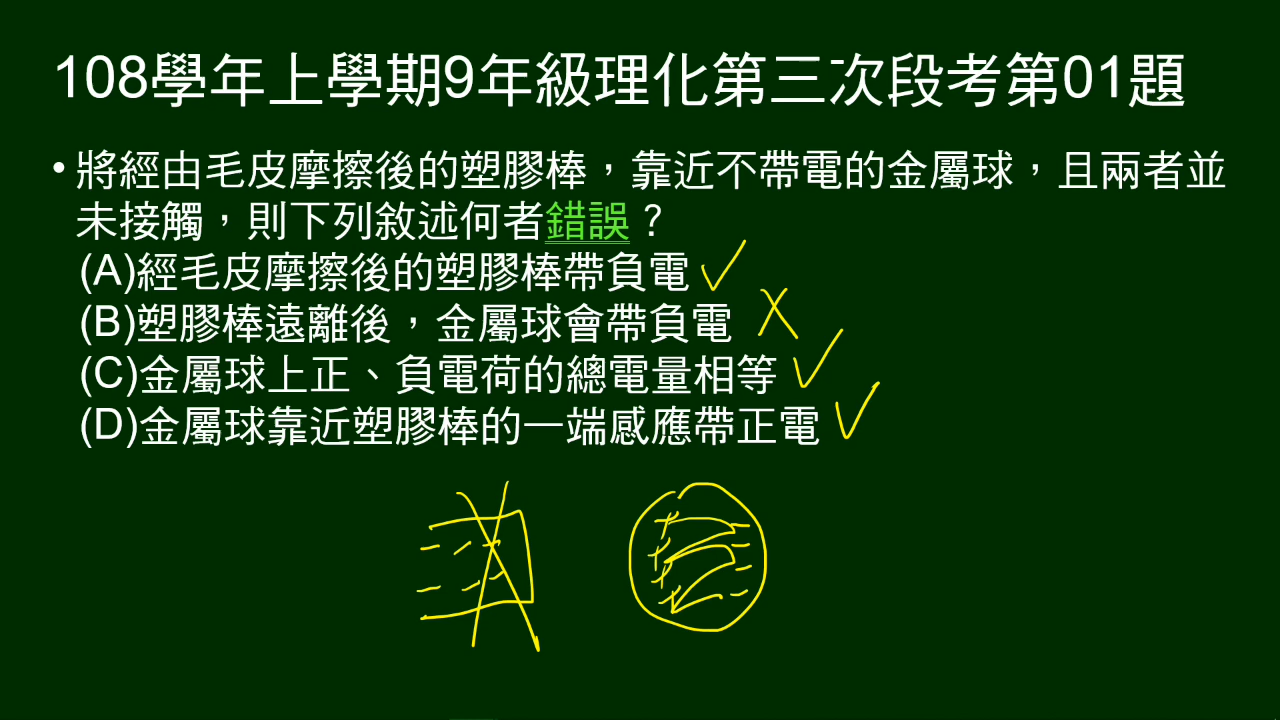 108學年上學期9年級理化第三次段考第01題
• 將經由毛皮摩擦後的塑膠棒，靠近不帶電的金屬球，且兩者並
未接觸，則下列敘述何者錯誤？
(A)經毛皮摩擦後的塑膠棒帶負電
(B)塑膠棒遠離後，金屬球會帶負電
(C)金屬球上正、負電荷的總電量相等
(D)金屬球靠近塑膠棒的一端感應帶正電